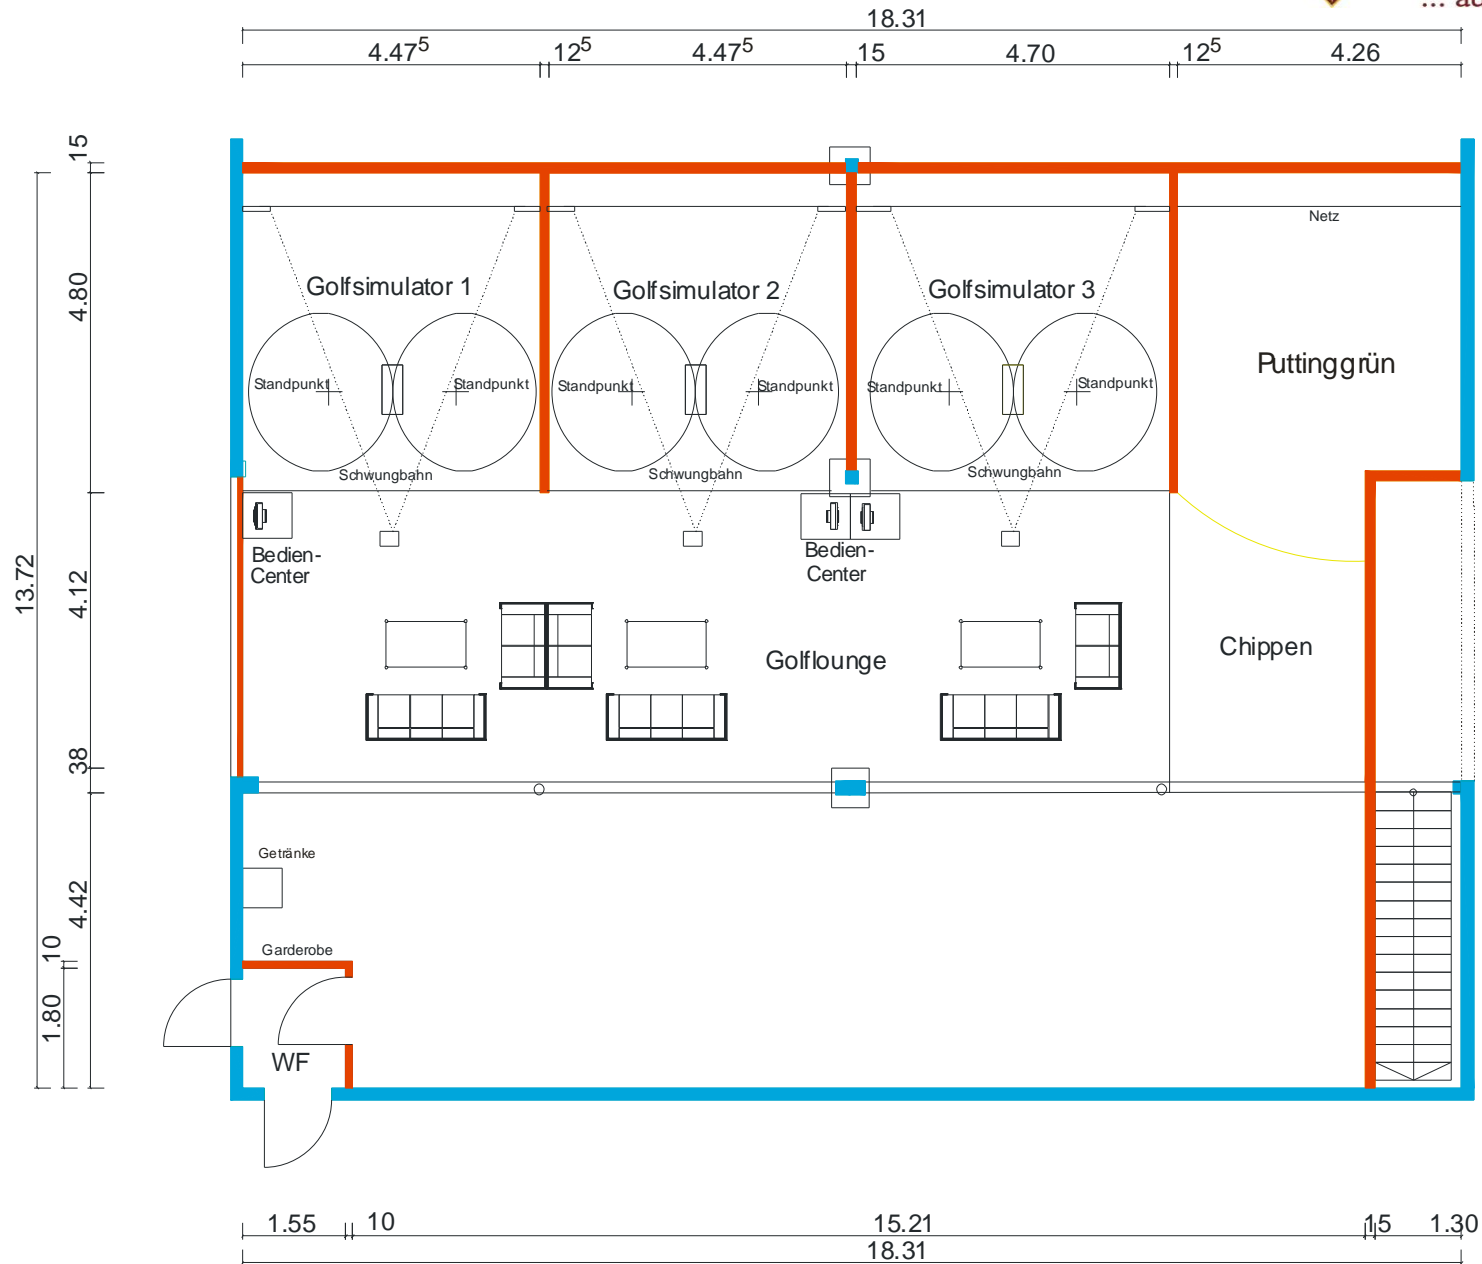 ... au
18.31
4.47⁵ 12⁵ 4.47⁵ 15 4.70 12⁵ 4.26
15
Netz
4.80
Golfsimulator 1 Golfsimulator 2 Golfsimulator 3
Puttinggrün
Standpunkt Standpunkt Standpunkt Standpunkt Standpunkt Standpunkt
Schwungbahn Schwungbahn Schwungbahn
Bedien-
Center
Bedien-
Center
13.72
4.12
Golflounge
Chippen
38
Getränke
4.42
Garderobe
10
1.80
WF
1.55 10 15.21 15 1.30
18.31